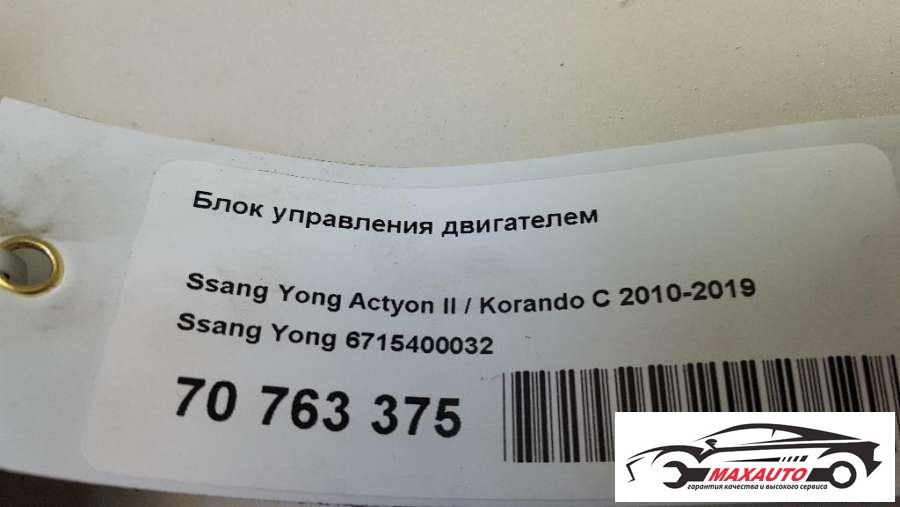 Блок управления двигателем
Ssang Yong Actyon II / Korando C 2010-2019
Ssang Yong 6715400032
70 763 375
MAXAUTO
гарантия качества и высокого сервиса